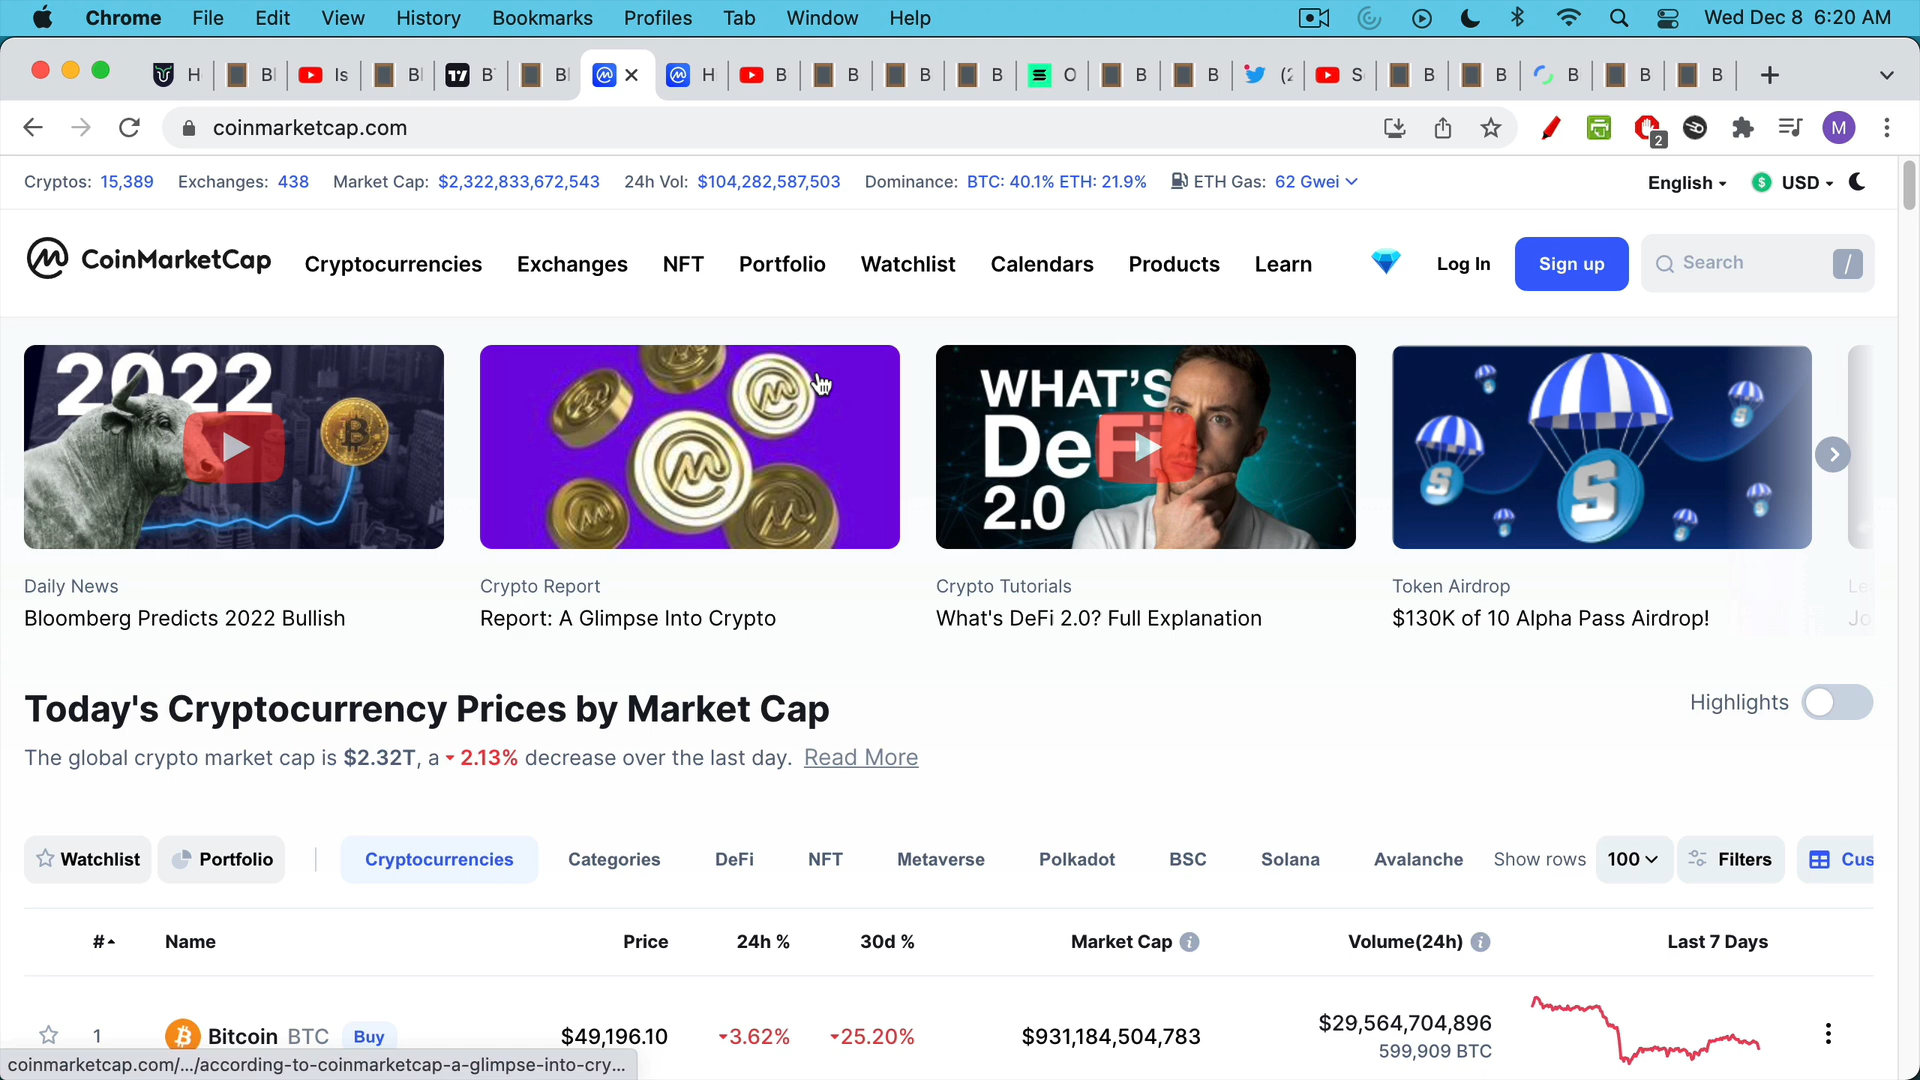 Chrome File Edit View History Bookmarks Profiles Tab Window Help Wed Dec 8 6:20 AM
H B Is B B B H B B B B O B B (2 S B B B B B
coinmarketcap.com 2 M
Cryptos: 15,389 Exchanges: 438 Market Cap: $2,322,833,672,543 24h Vol: $104,282,587,503 Dominance: BTC: 40.1% ETH: 21.9% ETH Gas: 62 Gwei English $ USD
CoinMarketCap Cryptocurrencies Exchanges NFT Portfolio Watchlist Calendars Products Learn Log In Sign up Search /
2022
WHAT'S
DeFi
2.0
Daily News Crypto Report Crypto Tutorials Token Airdrop Le
Bloomberg Predicts 2022 Bullish Report: A Glimpse Into Crypto What's DeFi 2.0? Full Explanation $130K of 10 Alpha Pass Airdrop! Jo
Today's Cryptocurrency Prices by Market Cap Highlights
The global crypto market cap is $2.32T, a 2.13% decrease over the last day. Read More
Watchlist Portfolio Cryptocurrencies Categories DeFi NFT Metaverse Polkadot BSC Solana Avalanche Show rows 100 Filters Cus
# Name Price 24h % 30d % Market Cap Volume(24h) Last 7 Days
1 Bitcoin BTC Buy $49,196.10 3.62% 25.20% $931,184,504,783 $29,564,704,896
599,909 BTC
coinmarketcap.com/.../according-to-coinmarketcap-a-glimpse-into-cry...